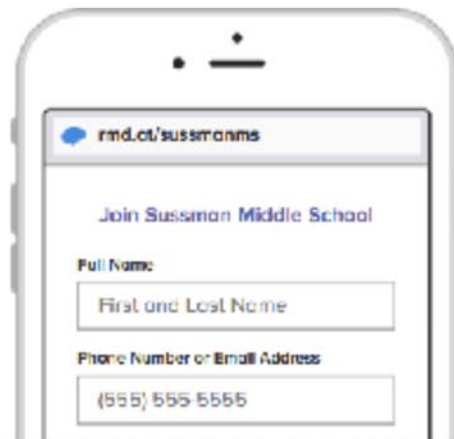 rmd.at/sussmanms
Join Sussman Middle School
Full Name
First and Last Name
Phone Number or Email Address
(555) 555-5555